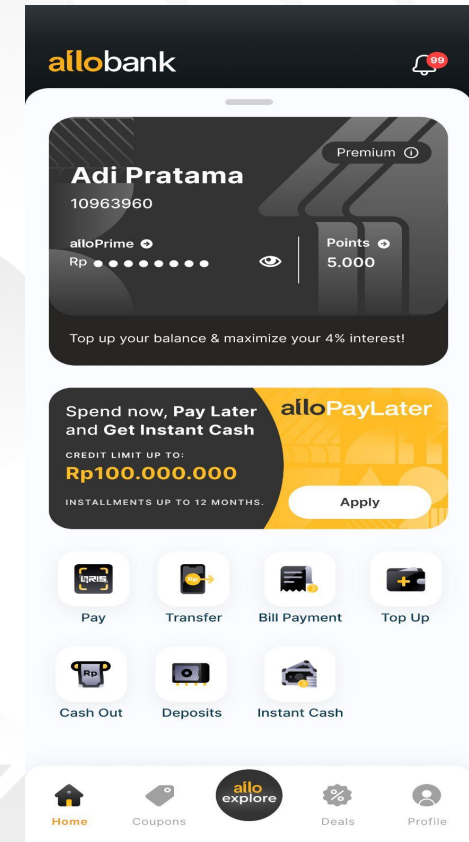 allobank
99
Premium
Adi Pratama
10963960
alloPrime
Points
Rp
5.000
Top up your balance & maximize your 4% interest!
Spend now, Pay Later
and Get Instant Cash
CREDIT LIMIT UP TO:
Rp100.000.000
INSTALLMENTS UP TO 12 MONTHS.
alloPayLater
Apply
QRIS
Rp
Pay
Transfer
Bill Payment
Top Up
Rp
Cash Out
Deposits
Instant Cash
Home
Coupons
allo
explore
Deals
Profile